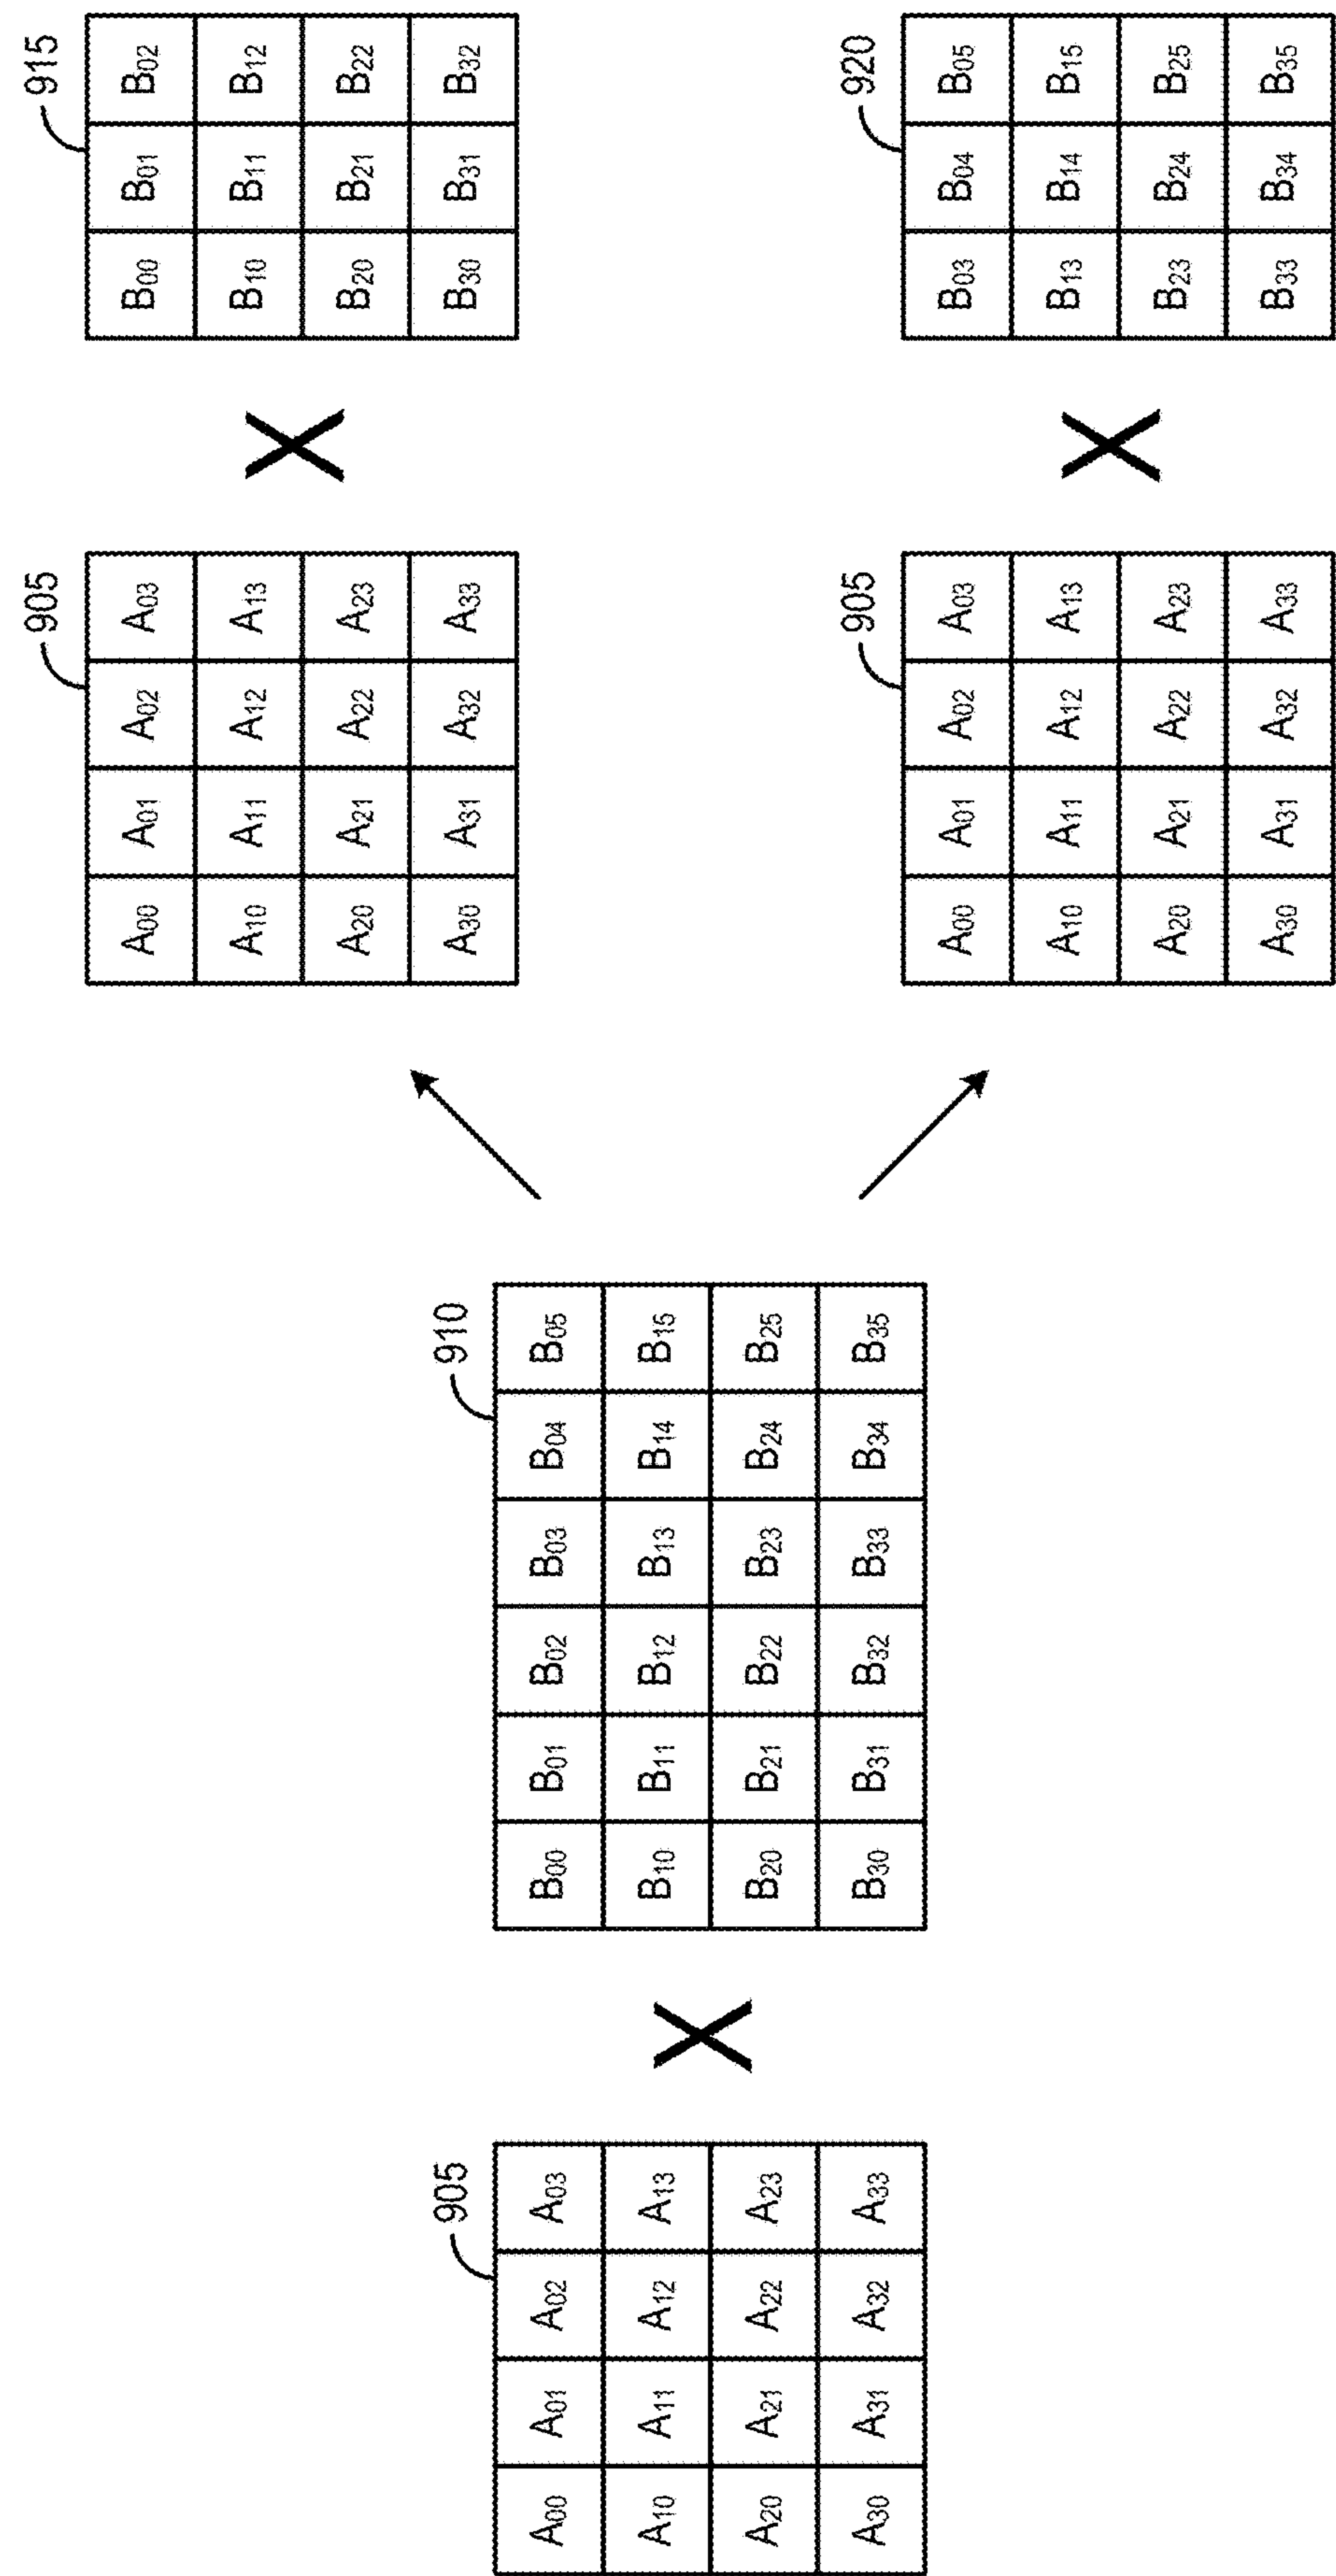 905
A00 A01 A02 A03
A10 A11 A12 A13
A20 A21 A22 A23
A30 A31 A32 A33
X
910
B00 B01 B02 B03 B04 B05
B10 B11 B12 B13 B14 B15
B20 B21 B22 B23 B24 B25
B30 B31 B32 B33 B34 B35
905
A00 A01 A02 A03
A10 A11 A12 A13
A20 A21 A22 A23
A30 A31 A32 A33
X
915
B00 B01 B02
B10 B11 B12
B20 B21 B22
B30 B31 B32
905
A00 A01 A02 A03
A10 A11 A12 A13
A20 A21 A22 A23
A30 A31 A32 A33
X
920
B03 B04 B05
B13 B14 B15
B23 B24 B25
B33 B34 B35